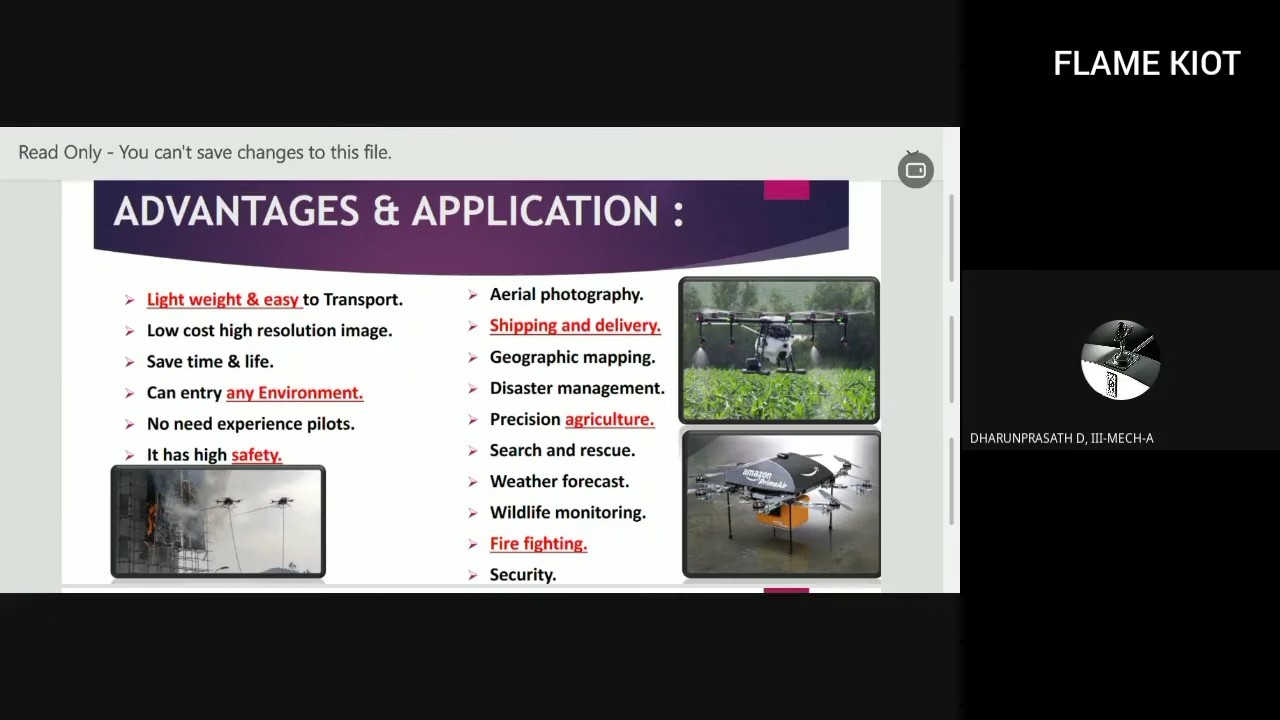 FLAME KIOT
Read Only - You can't save changes to this file.
ADVANTAGES & APPLICATION :
Light weight & easy to Transport.
Low cost high resolution image.
Save time & life.
Can entry any Environment.
No need experience pilots.
It has high safety.
Aerial photography.
Shipping and delivery.
Geographic mapping.
Disaster management.
Precision agriculture.
Search and rescue.
Weather forecast.
Wildlife monitoring.
Fire fighting.
Security.
amazon
PrimeAir
DHARUNPRASATH D, III-MECH-A